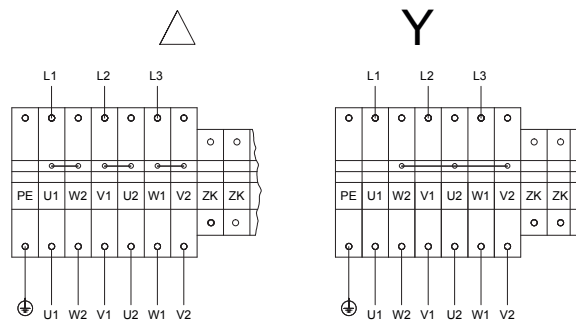 Y
L1 L2 L3 L1 L2 L3
PE U1 W2 V1 U2 W1 V2 ZK ZK PE U1 W2 V1 U2 W1 V2 ZK ZK
U1 W2 V1 U2 W1 V2 U1 W2 V1 U2 W1 V2